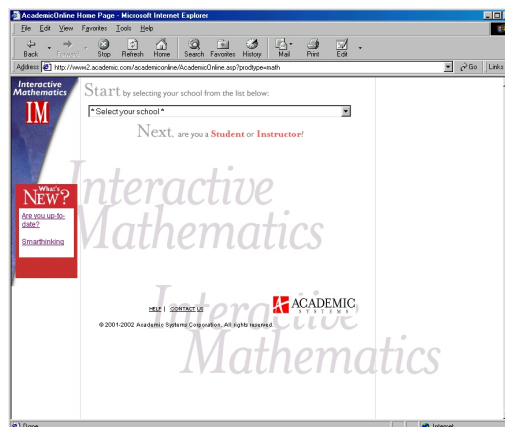 AcademicOnline Home Page - Microsoft Internet Explorer
File Edit View Favorites Tools Help
Back Forward Stop Refresh Home Search Favorites History Mail Print Edit
Address http://www2.academic.com/academiconline/AcademicOnline.asp?prodtype=math Go Links
Interactive
Mathematics
IM
Start by selecting your school from the list below:
* Select your school *
Next, are you a Student or Instructor?
What's
NEW?
Are you up-to-
date?
Smarthinking
Interactive
Mathematics
HELP | CONTACT US
ACADEMIC
SYSTEMS
© 2001-2002 Academic Systems Corporation. All rights reserved.
Interactive
Mathematics
Done Internet